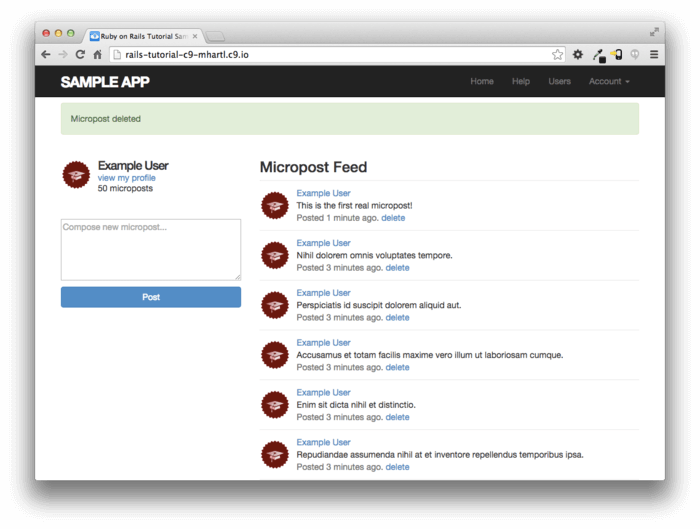 Ruby on Rails Tutorial Sam
rails-tutorial-c9-mhartl.c9.io
SAMPLE APP
Home Help Users Account
Micropost deleted
Example User
view my profile
50 microposts
Compose new micropost...
Post
Micropost Feed
Example User
This is the first real micropost!
Posted 1 minute ago. delete
Example User
Nihil dolorem omnis voluptates tempore.
Posted 3 minutes ago. delete
Example User
Perspiciatis id suscipit dolorem aliquid aut.
Posted 3 minutes ago. delete
Example User
Accusamus et totam facilis maxime vero illum ut laboriosam cumque.
Posted 3 minutes ago. delete
Example User
Enim sit dicta nihil et distinctio.
Posted 3 minutes ago. delete
Example User
Repudiandae assumenda nihil at et inventore repellendus temporibus ipsa.
Posted 3 minutes ago. delete